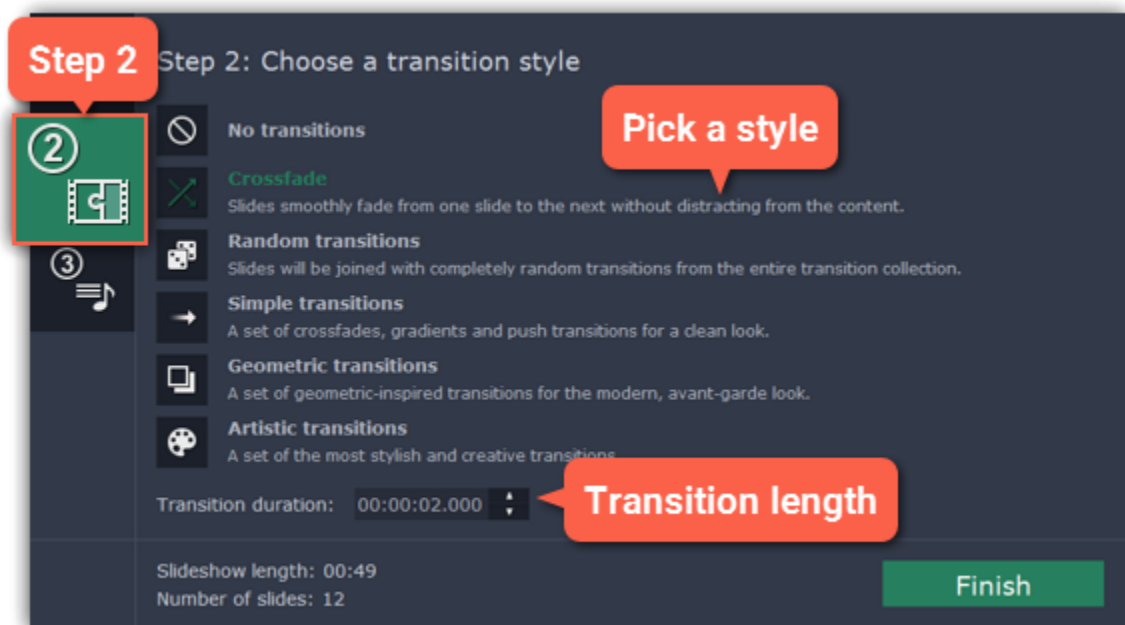 Step 2
Step 2: Choose a transition style
2
No transitions
Pick a style
Crossfade
Slides smoothly fade from one slide to the next without distracting from the content.
Random transitions
Slides will be joined with completely random transitions from the entire transition collection.
3
Simple transitions
A set of crossfades, gradients and push transitions for a clean look.
Geometric transitions
A set of geometric-inspired transitions for the modern, avant-garde look.
Artistic transitions
A set of the most stylish and creative transitions
Transition duration: 00:00:02.000
Transition length
Slideshow length: 00:49
Number of slides: 12
Finish